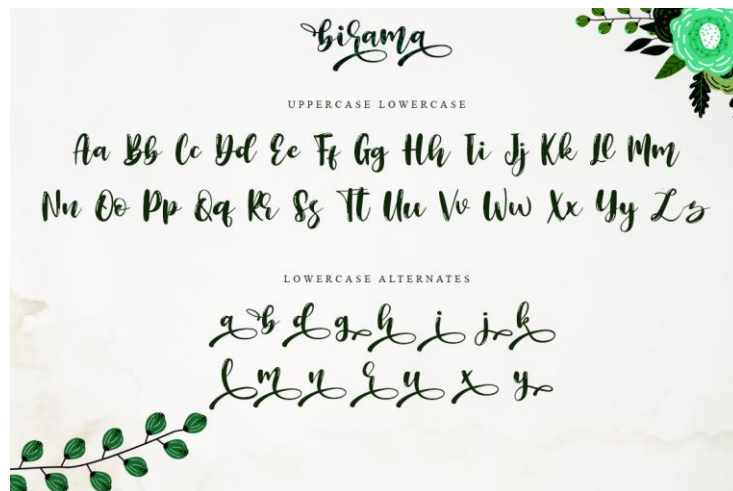 birama
UPPERCASE LOWERCASE
Aa Bb Cc Dd Ee Ff Gg Hh Ii Jj Kk Ll Mm
Nn Oo Pp Qq Rr Ss Tt Uu Vv Ww Xx Yy Zz
LOWERCASE ALTERNATES
a b d g h i j k
l m n r u x y